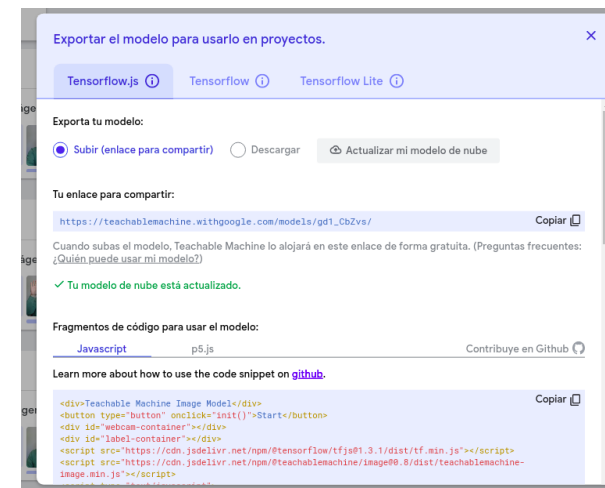 Exportar el modelo para usarlo en proyectos.
Tensorflow.js
Tensorflow
Tensorflow Lite
Exporta tu modelo:
Subir (enlace para compartir)
Descargar
Actualizar mi modelo de nube
Tu enlace para compartir:
https://teachablemachine.withgoogle.com/models/gd1_CbZvs/
Copiar
Cuando subas el modelo, Teachable Machine lo alojará en este enlace de forma gratuita. (Preguntas frecuentes:
¿Quién puede usar mi modelo?)
✓ Tu modelo de nube está actualizado.
Fragmentos de código para usar el modelo:
Javascript
p5.js
Contribuye en Github
Learn more about how to use the code snippet on github.
Copiar
<div>Teachable Machine Image Model</div>
<button type="button" onclick="init()">Start</button>
<div id="webcam-container"></div>
<div id="label-container"></div>
<script src="https://cdn.jsdelivr.net/npm/@tensorflow/tfjs@1.3.1/dist/tf.min.js"></script>
<script src="https://cdn.jsdelivr.net/npm/@teachablemachine/image@0.8/dist/teachablemachine-
image.min.js"></script>